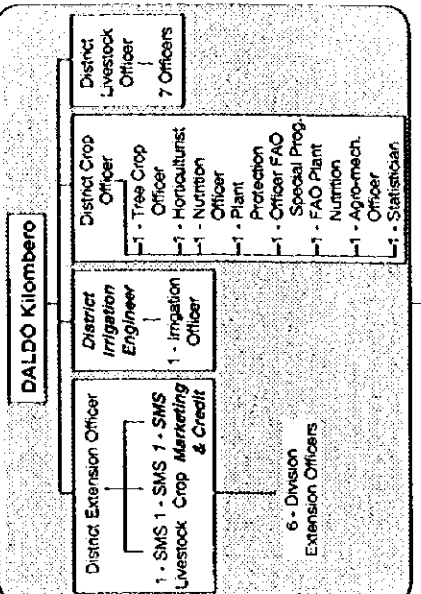 DALDO Kilombero
District Extension Officer
1 - SMS 1 - SMS 1 - SMS
Livestock Crop Marketing
& Credit
6 - Division
Extension Officers
District
Irrigation
Engineer
1 - Irrigation
Officer
District Crop
Officer
1 - Tree Crop
Officer
1 - Horticulturist
1 - Nutrition
Officer
1 - Plant
Protection
1 - Officer FAO
Special Prog.
1 - FAO Plant
Nutrition
1 - Agro-mech.
Officer
1 - Statistician
District
Livestock
Officer
7 Officers